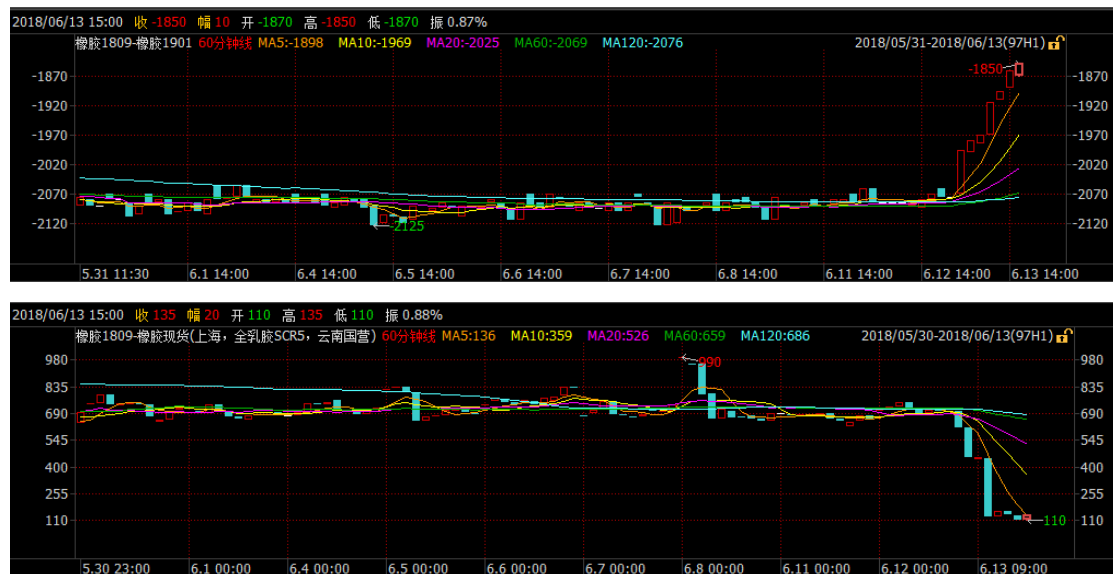 2018/06/13 15:00 收 -1850 幅 10 开 -1870 高 -1850 低 -1870 振 0.87%
橡胶1809-橡胶1901 60分钟线 MA5:-1898 MA10:-1969 MA20:-2025 MA60:-2069 MA120:-2076 2018/05/31-2018/06/13(97H1)
-1850
-1870 -1870
-1920 -1920
-1970 -1970
-2020 -2020
-2070 -2070
-2120 -2125 -2120
5.31 11:30 6.1 14:00 6.4 14:00 6.5 14:00 6.6 14:00 6.7 14:00 6.8 14:00 6.11 14:00 6.12 14:00 6.13 14:00
2018/06/13 15:00 收 135 幅 20 开 110 高 135 低 110 振 0.88%
橡胶1809-橡胶现货(上海，全乳胶SCR5，云南国营) 60分钟线 MA5:136 MA10:359 MA20:526 MA60:659 MA120:686 2018/05/30-2018/06/13(97H1)
980 990 980
835 835
690 690
545 545
400 400
255 255
110 110 110
5.30 23:00 6.1 00:00 6.4 00:00 6.5 00:00 6.6 00:00 6.7 00:00 6.8 00:00 6.11 00:00 6.12 00:00 6.13 09:00